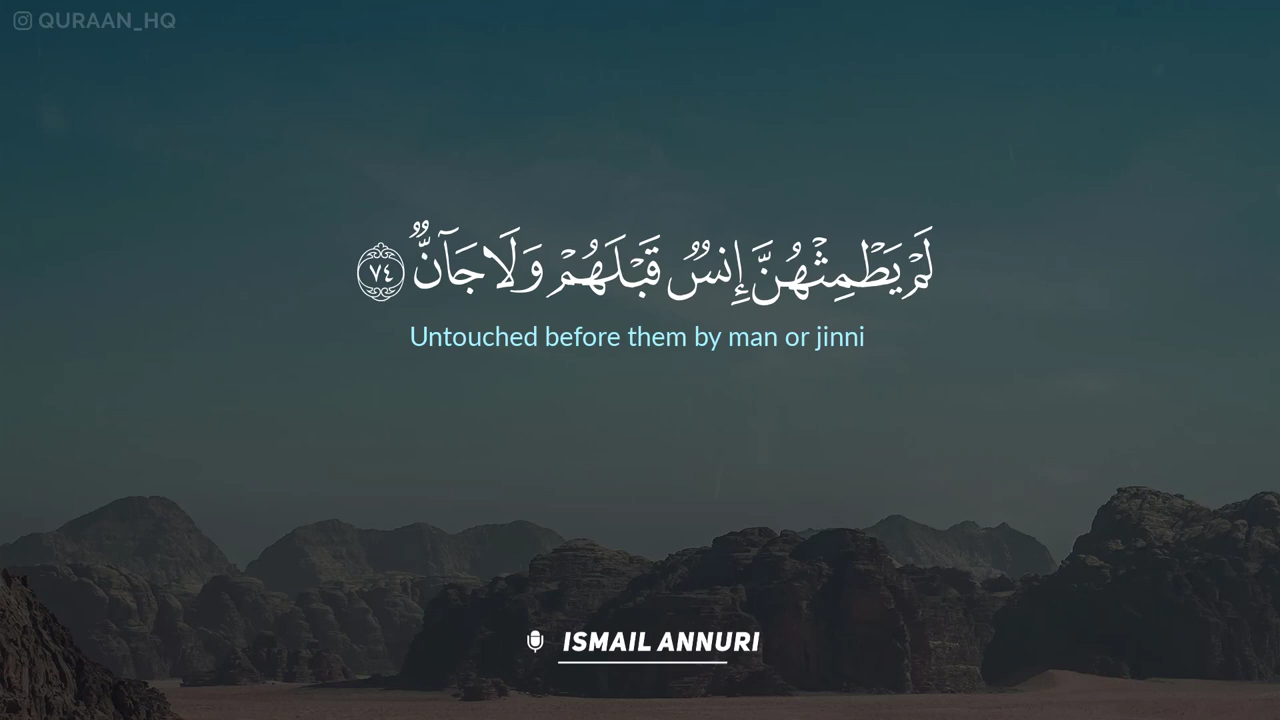 QURAAN_HQ
لَمْ يَطْمِثْهُنَّ إِنسٌ قَبْلَهُمْ وَلَا جَآنٌّ ٧٤
Untouched before them by man or jinni
ISMAIL ANNURI